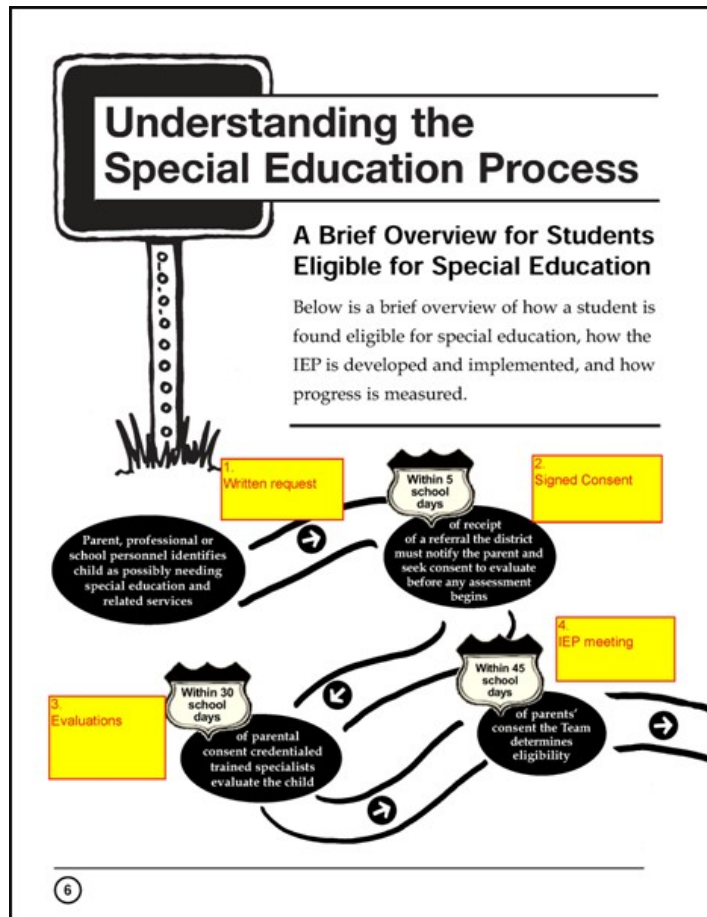 Understanding the
Special Education Process
A Brief Overview for Students
Eligible for Special Education
Below is a brief overview of how a student is
found eligible for special education, how the
IEP is developed and implemented, and how
progress is measured.
1.
Written request
Parent, professional or
school personnel identifies
child as possibly needing
special education and
related services
2.
Signed Consent
Within 5
school
days
of receipt
of a referral the district
must notify the parent and
seek consent to evaluate
before any assessment
begins
3.
Evaluations
Within 30
school
days
of parental
consent credentialed
trained specialists
evaluate the child
4.
IEP meeting
Within 45
school
days
of parents'
consent the Team
determines
eligibility
6